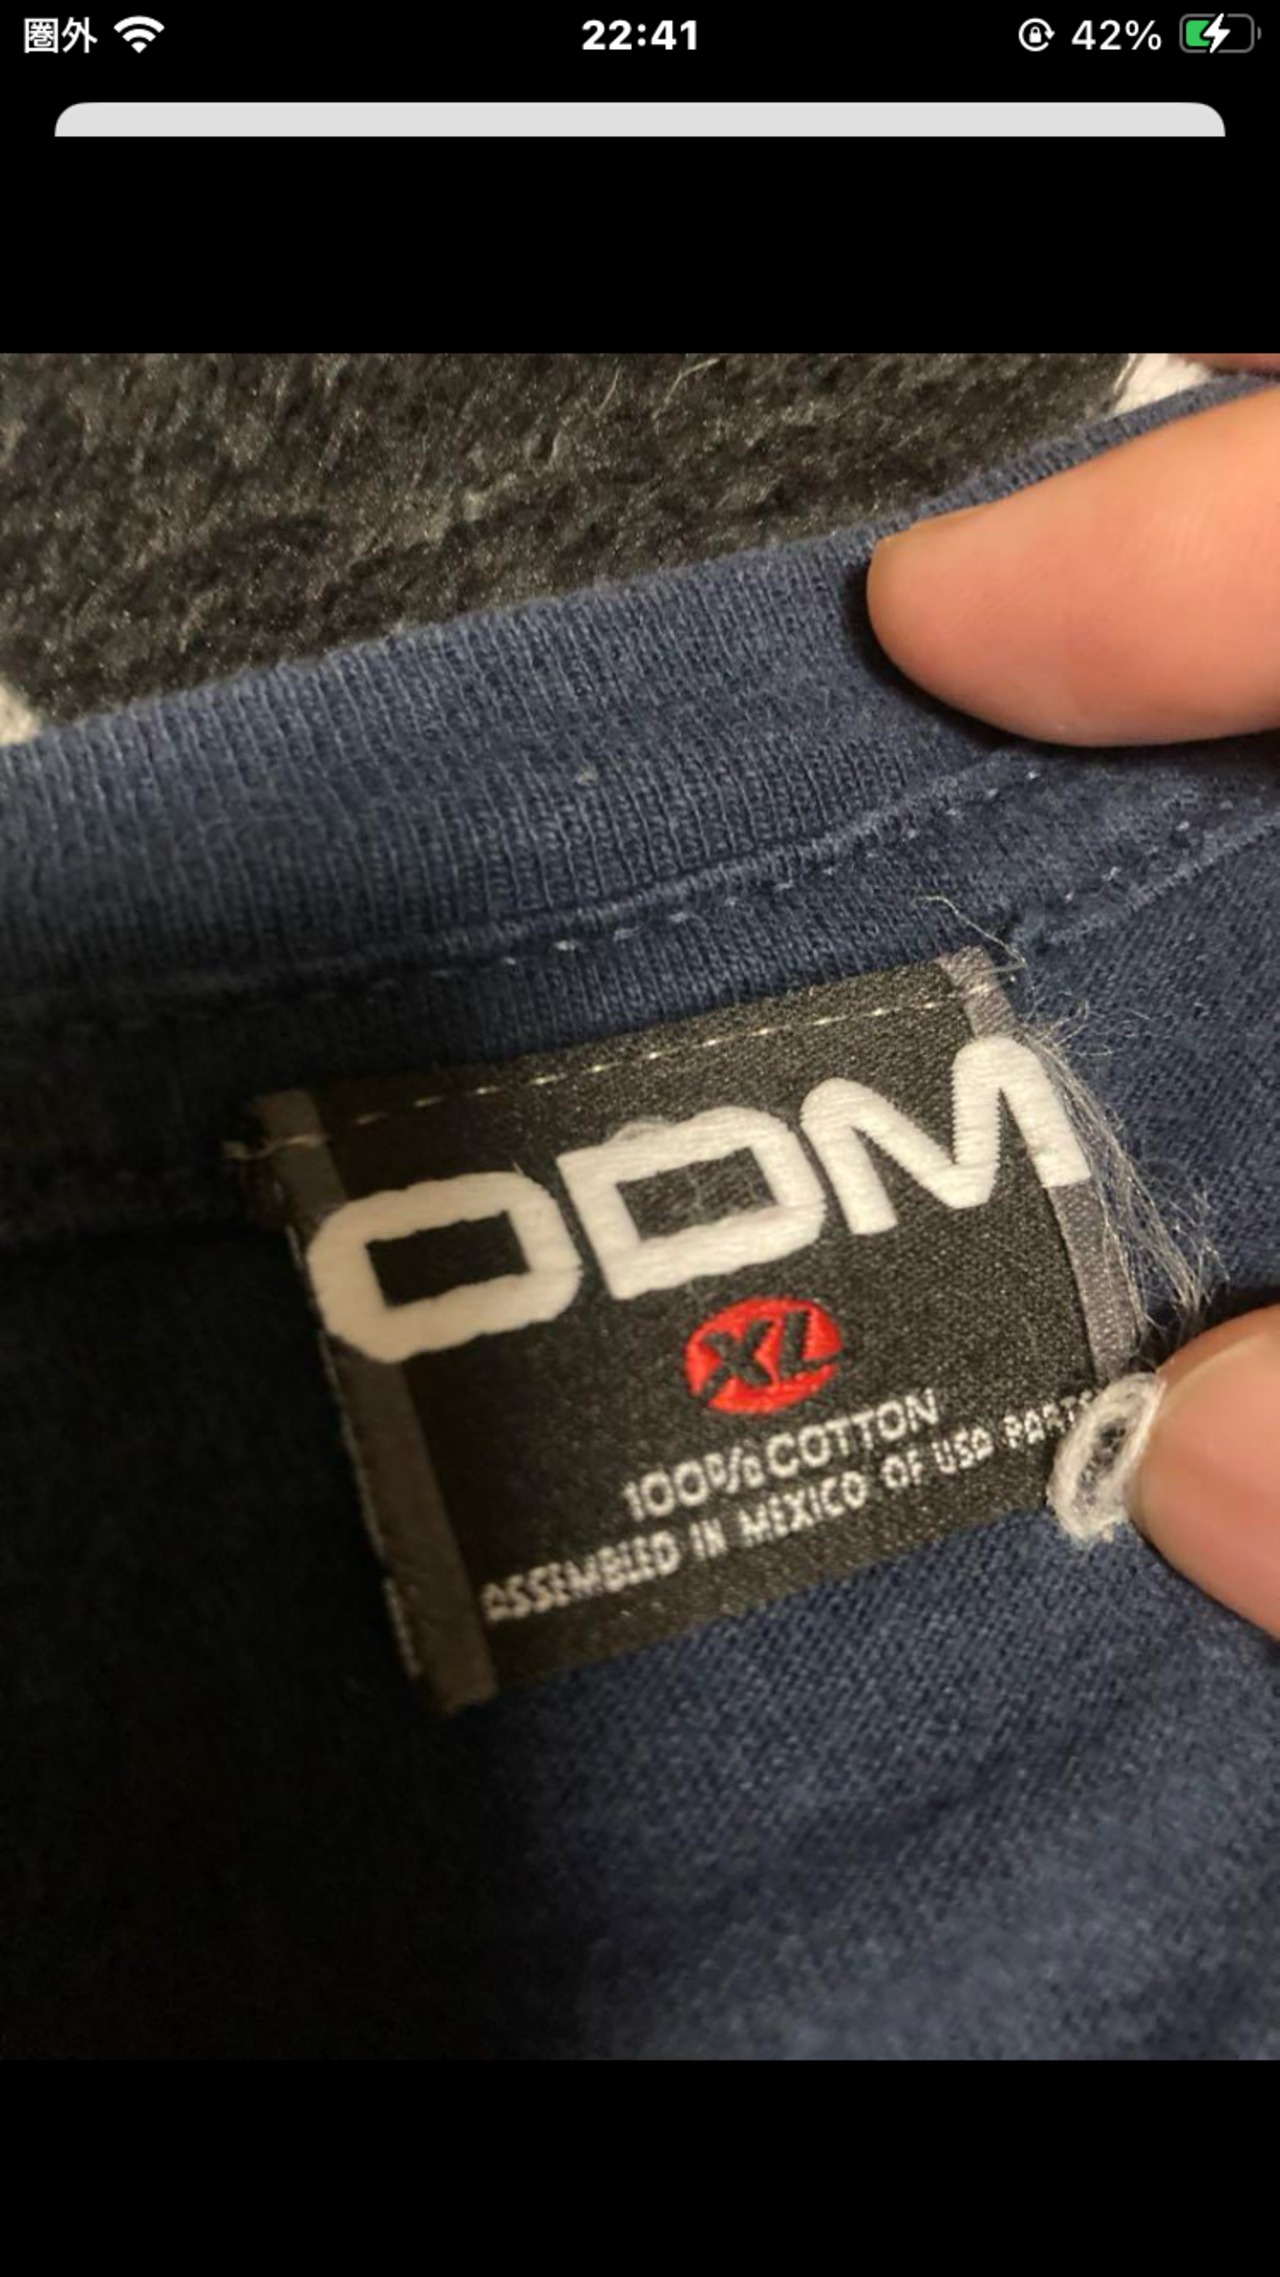 圏外 22:41 42%
ODM
XL
100% COTTON
ASSEMBLED IN MEXICO OF USA PARTS